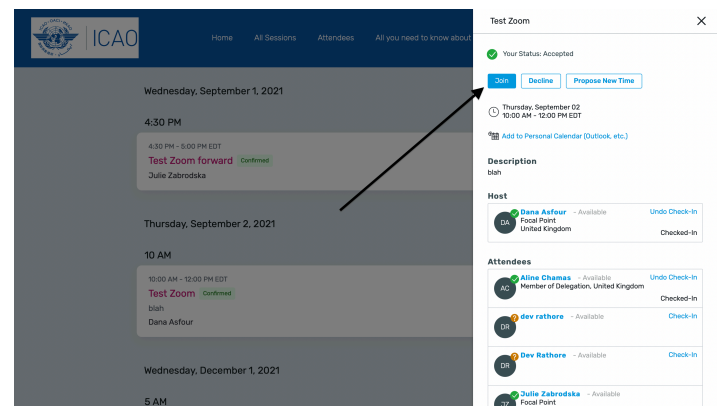 ICAO
Home All Sessions Attendees All you need to know about
Wednesday, September 1, 2021
4:30 PM
4:30 PM - 5:00 PM EDT
Test Zoom forward Confirmed
Julie Zabrodska
Thursday, September 2, 2021
10 AM
10:00 AM - 12:00 PM EDT
Test Zoom Confirmed
blah
Dana Asfour
Wednesday, December 1, 2021
5 AM
Test Zoom
Your Status: Accepted
Join Decline Propose New Time
Thursday, September 02
10:00 AM - 12:00 PM EDT
Add to Personal Calendar (Outlook, etc.)
Description
blah
Host
DA Dana Asfour - Available Undo Check-In
Focal Point
United Kingdom
Checked-In
Attendees
AC Aline Chamas - Available Undo Check-In
Member of Delegation, United Kingdom
Checked-In
DR dev rathore - Available Check-In
DR Dev Rathore - Available Check-In
JZ Julie Zabrodska - Available
Focal Point